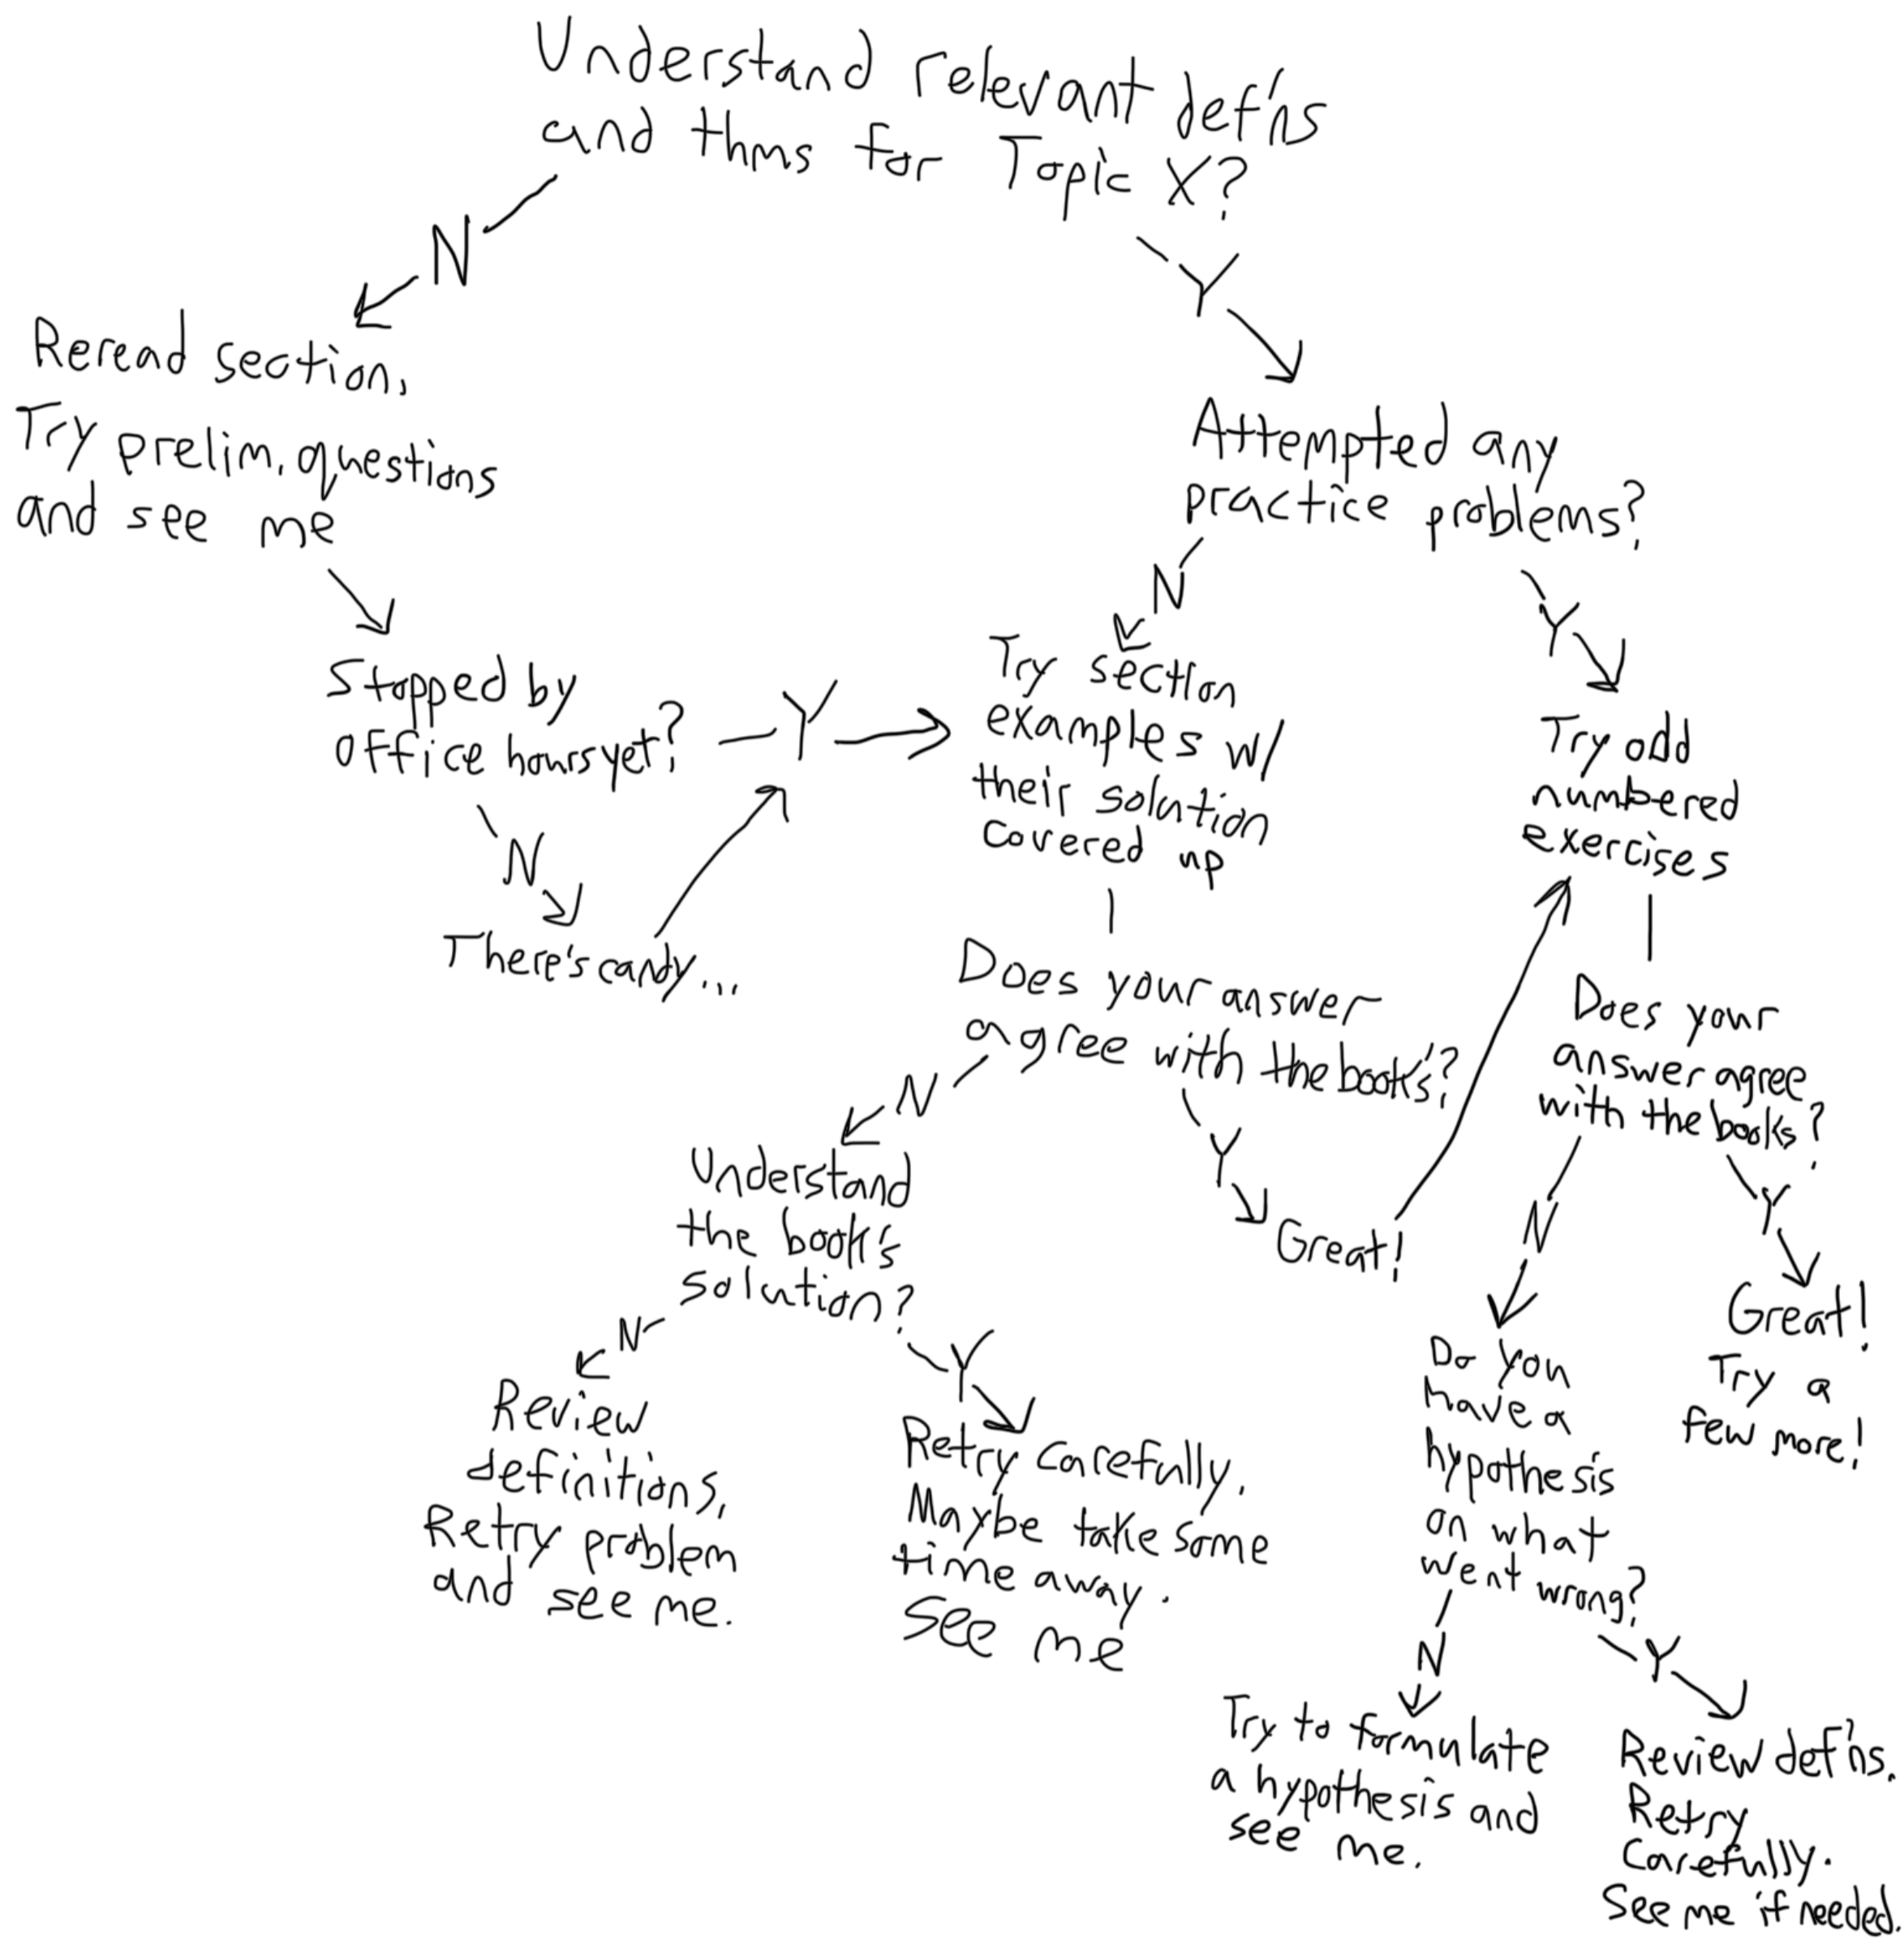 Understand relevant def'ns
and thms for Topic X?
N
Y
Reread section.
Try prelim. questions
and see me
Attempted any
practice problems?
N
Y
Stopped by
office hours yet?
Y
N
There's candy...
Try section
examples w/
their solution
covered up
Try odd
numbered
exercises
Does your answer
agree with the book's?
N
Y
Great!
Does your
answer agree
with the book's?
N
Y
Great!
Try a
few more!
Understand
the book's
solution?
N
Y
Review
definitions,
Retry problem
and see me.
Retry carefully.
Maybe take some
time away.
See me
Do you
have a
hypothesis
on what
went wrong?
N
Y
Try to formulate
a hypothesis and
see me.
Review def'ns.
Retry
Carefully.
See me if needed.